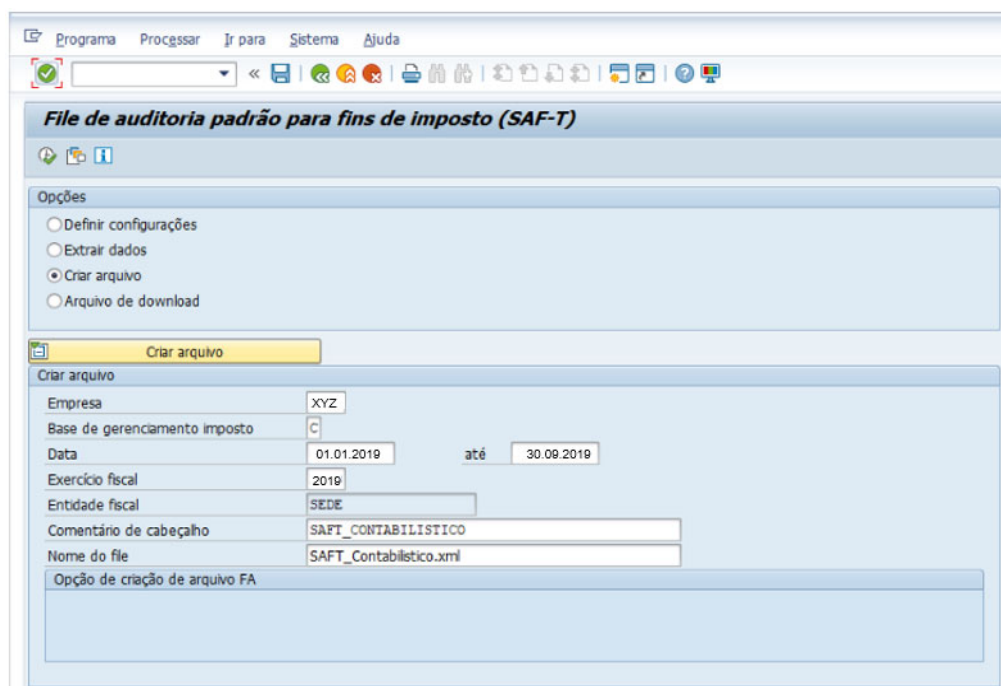 Programa Processar Ir para Sistema Ajuda
File de auditoria padrão para fins de imposto (SAF-T)
Opções
Definir configurações
Extrair dados
Criar arquivo
Arquivo de download
Criar arquivo
Criar arquivo
Empresa XYZ
Base de gerenciamento imposto C
Data 01.01.2019 até 30.09.2019
Exercício fiscal 2019
Entidade fiscal SEDE
Comentário de cabeçalho SAFT_CONTABILISTICO
Nome do file SAFT_Contabilistico.xml
Opção de criação de arquivo FA